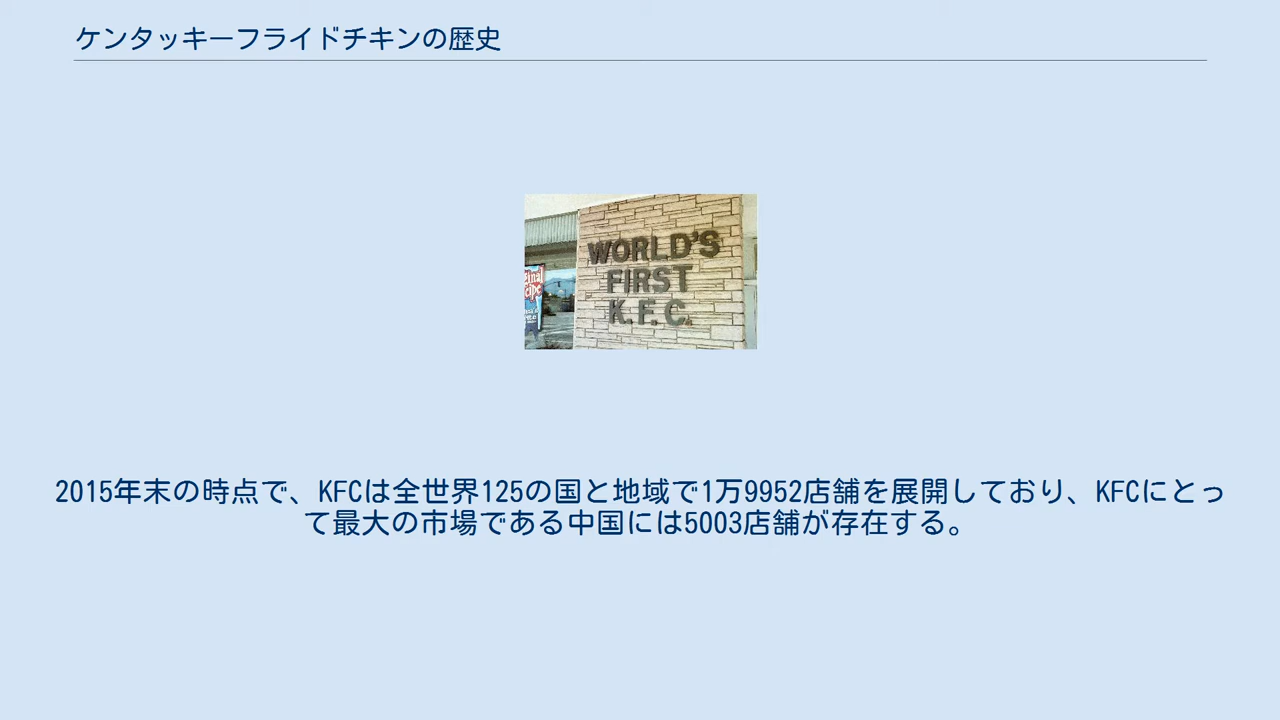 ケンタッキーフライドチキンの歴史
WORLD'S
FIRST
K.F.C.
2015年末の時点で、KFCは全世界125の国と地域で1万9952店舗を展開しており、KFCにとっ
て最大の市場である中国には5003店舗が存在する。